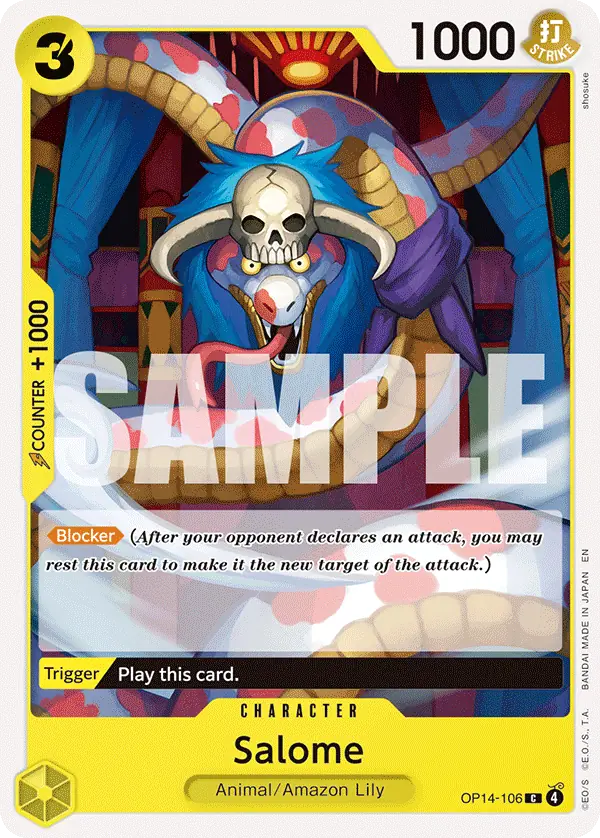 3
1000
打
STRIKE
shosuke
COUNTER +1000
SAMPLE
Blocker (After your opponent declares an attack, you may
rest this card to make it the new target of the attack.)
Trigger Play this card.
CHARACTER
Salome
Animal/Amazon Lily
OP14-106 C 4
©EO/S ©E.O./S., T.A. BANDAI MADE IN JAPAN EN